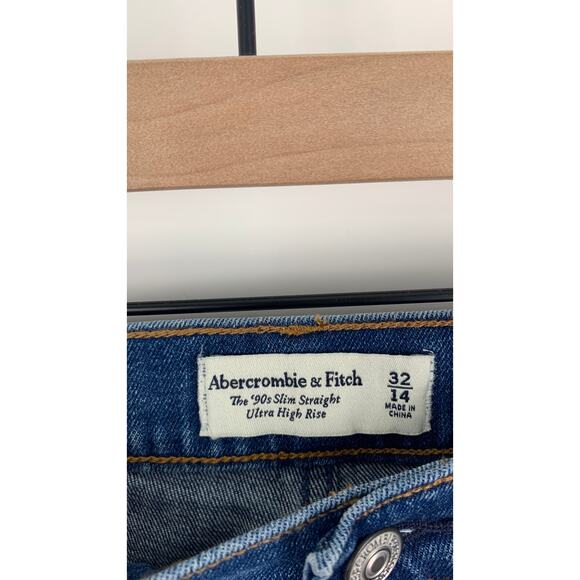 Abercrombie & Fitch
The '90s Slim Straight
Ultra High Rise
32
14
MADE IN
CHINA